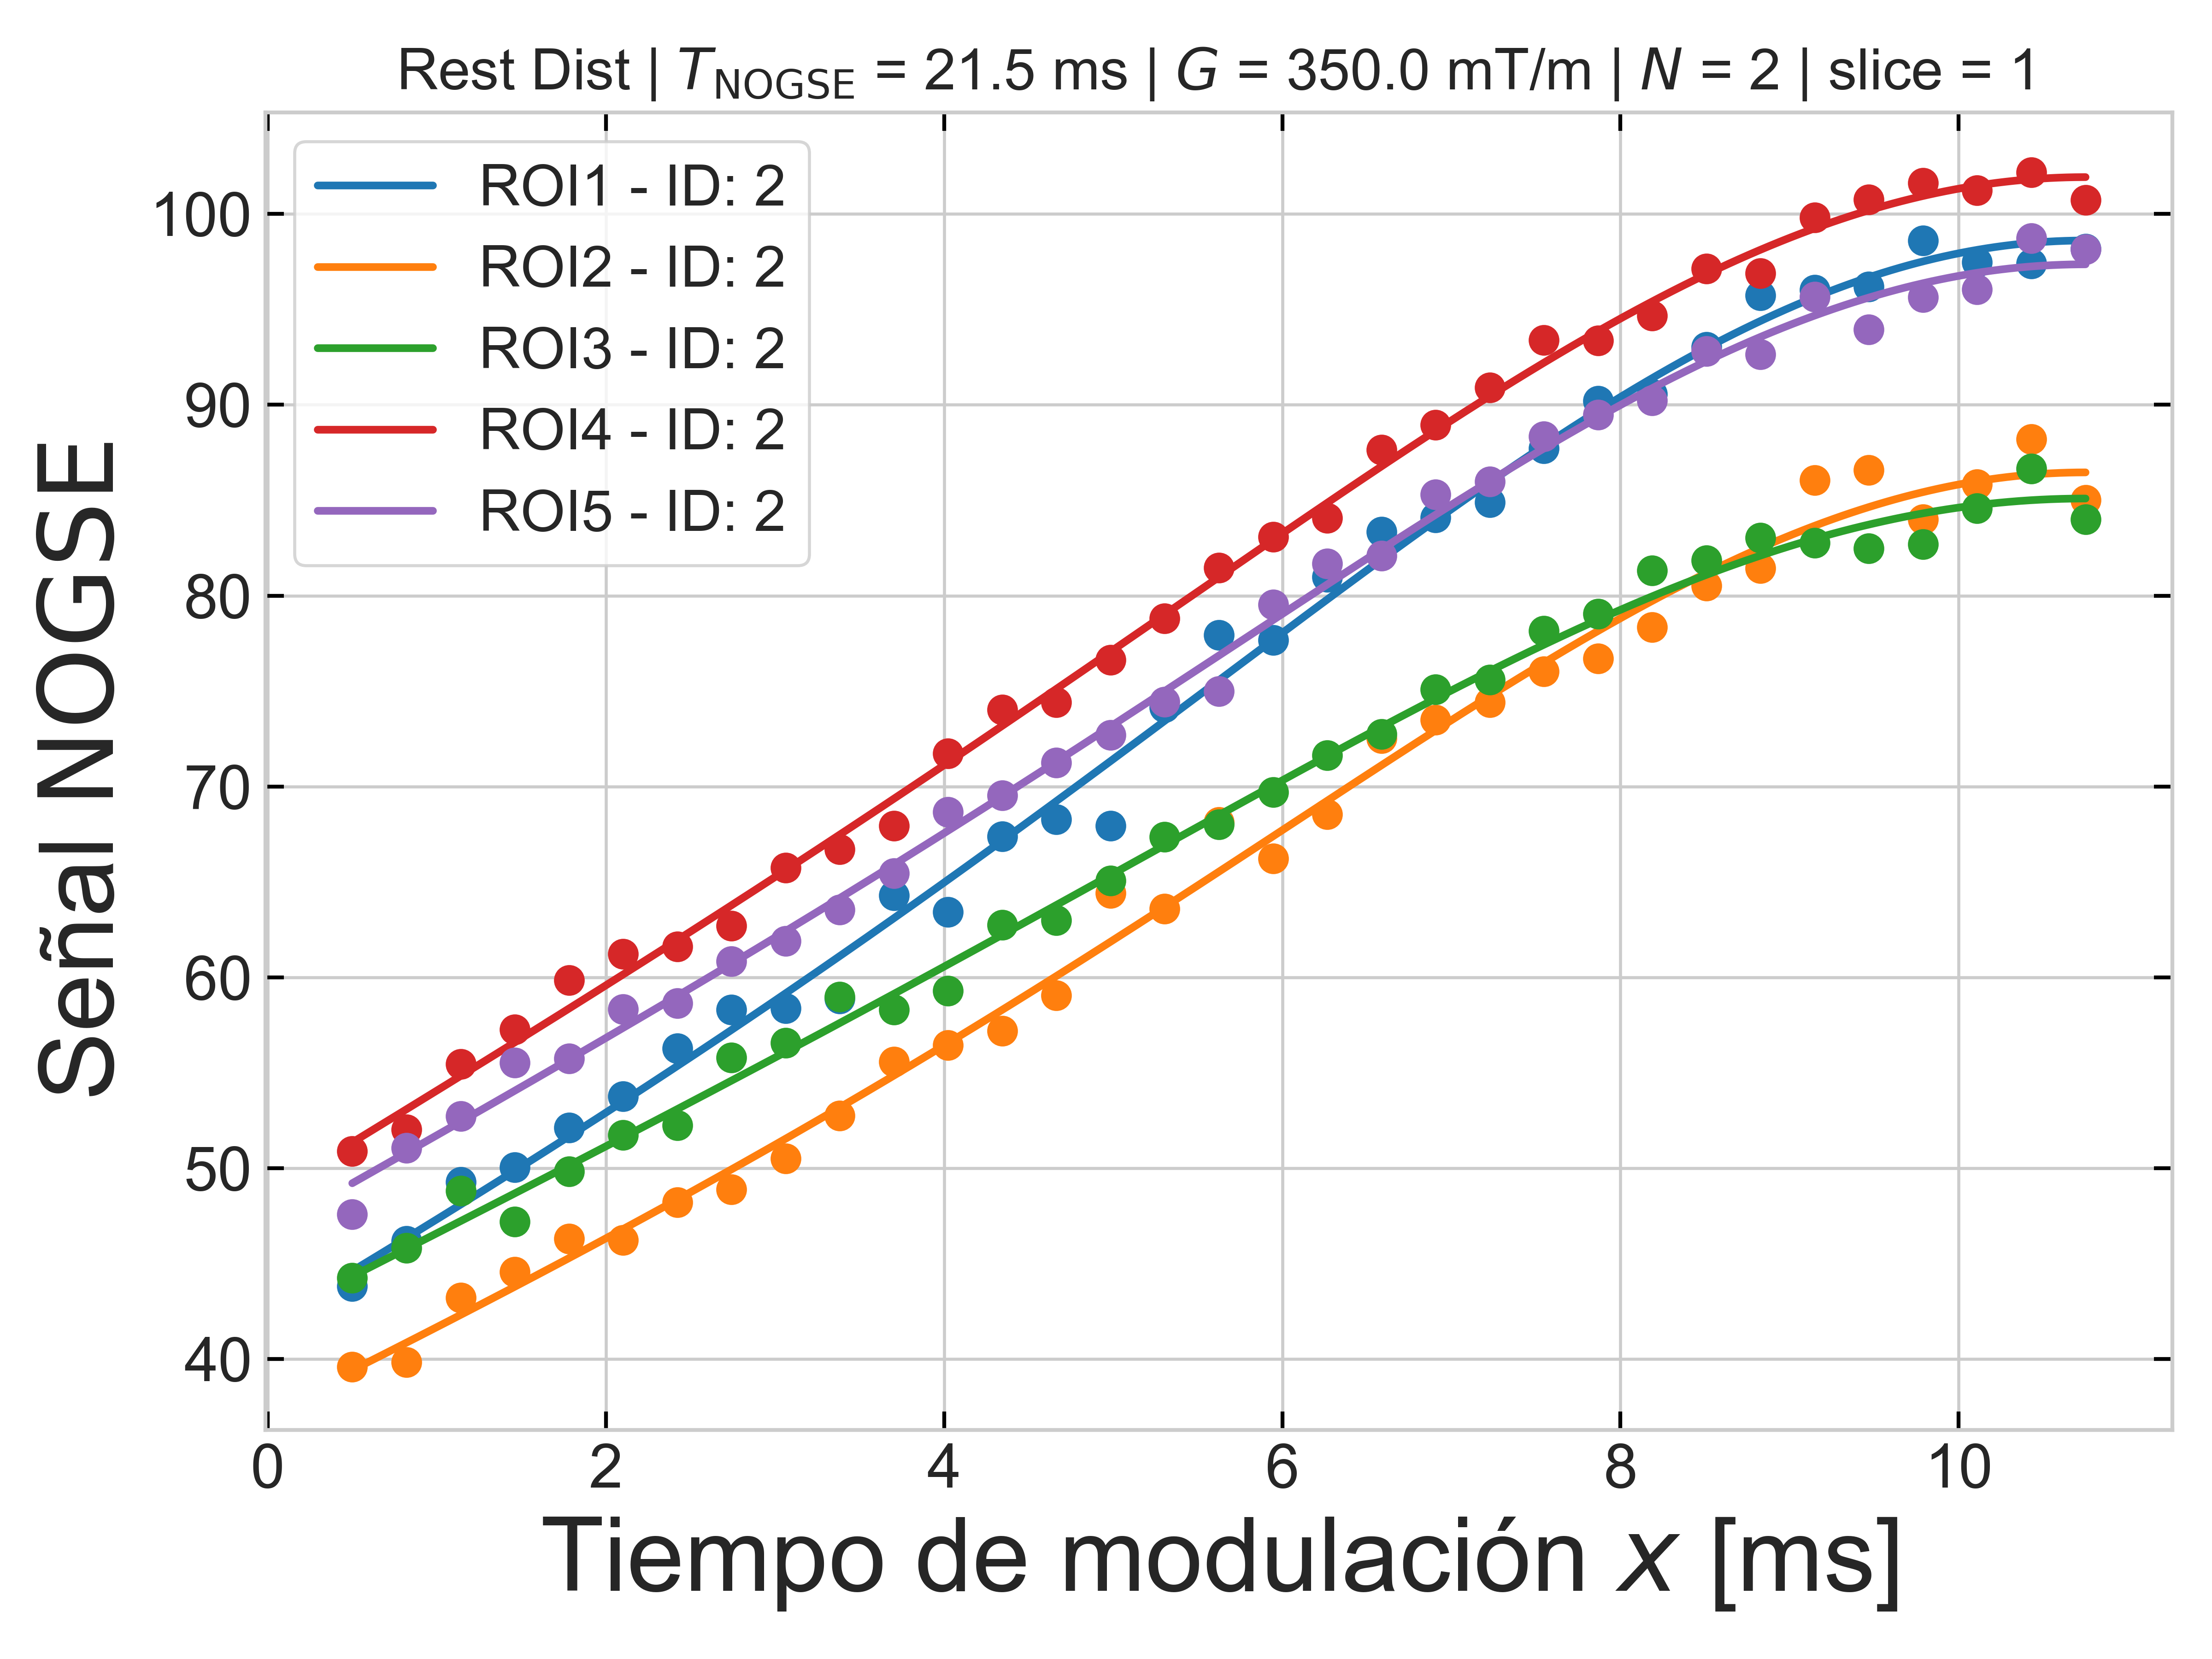 Rest Dist | T_NOGSE = 21.5 ms | G = 350.0 mT/m | N = 2 | slice = 1
ROI1 - ID: 2
ROI2 - ID: 2
ROI3 - ID: 2
ROI4 - ID: 2
ROI5 - ID: 2
Señal NOGSE
100
90
80
70
60
50
40
0 2 4 6 8 10
Tiempo de modulación x [ms]